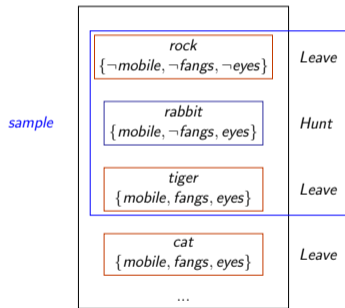 rock
{¬mobile, ¬fangs, ¬eyes}
Leave
sample
rabbit
{mobile, ¬fangs, eyes}
Hunt
tiger
{mobile, fangs, eyes}
Leave
cat
{mobile, fangs, eyes}
Leave
...